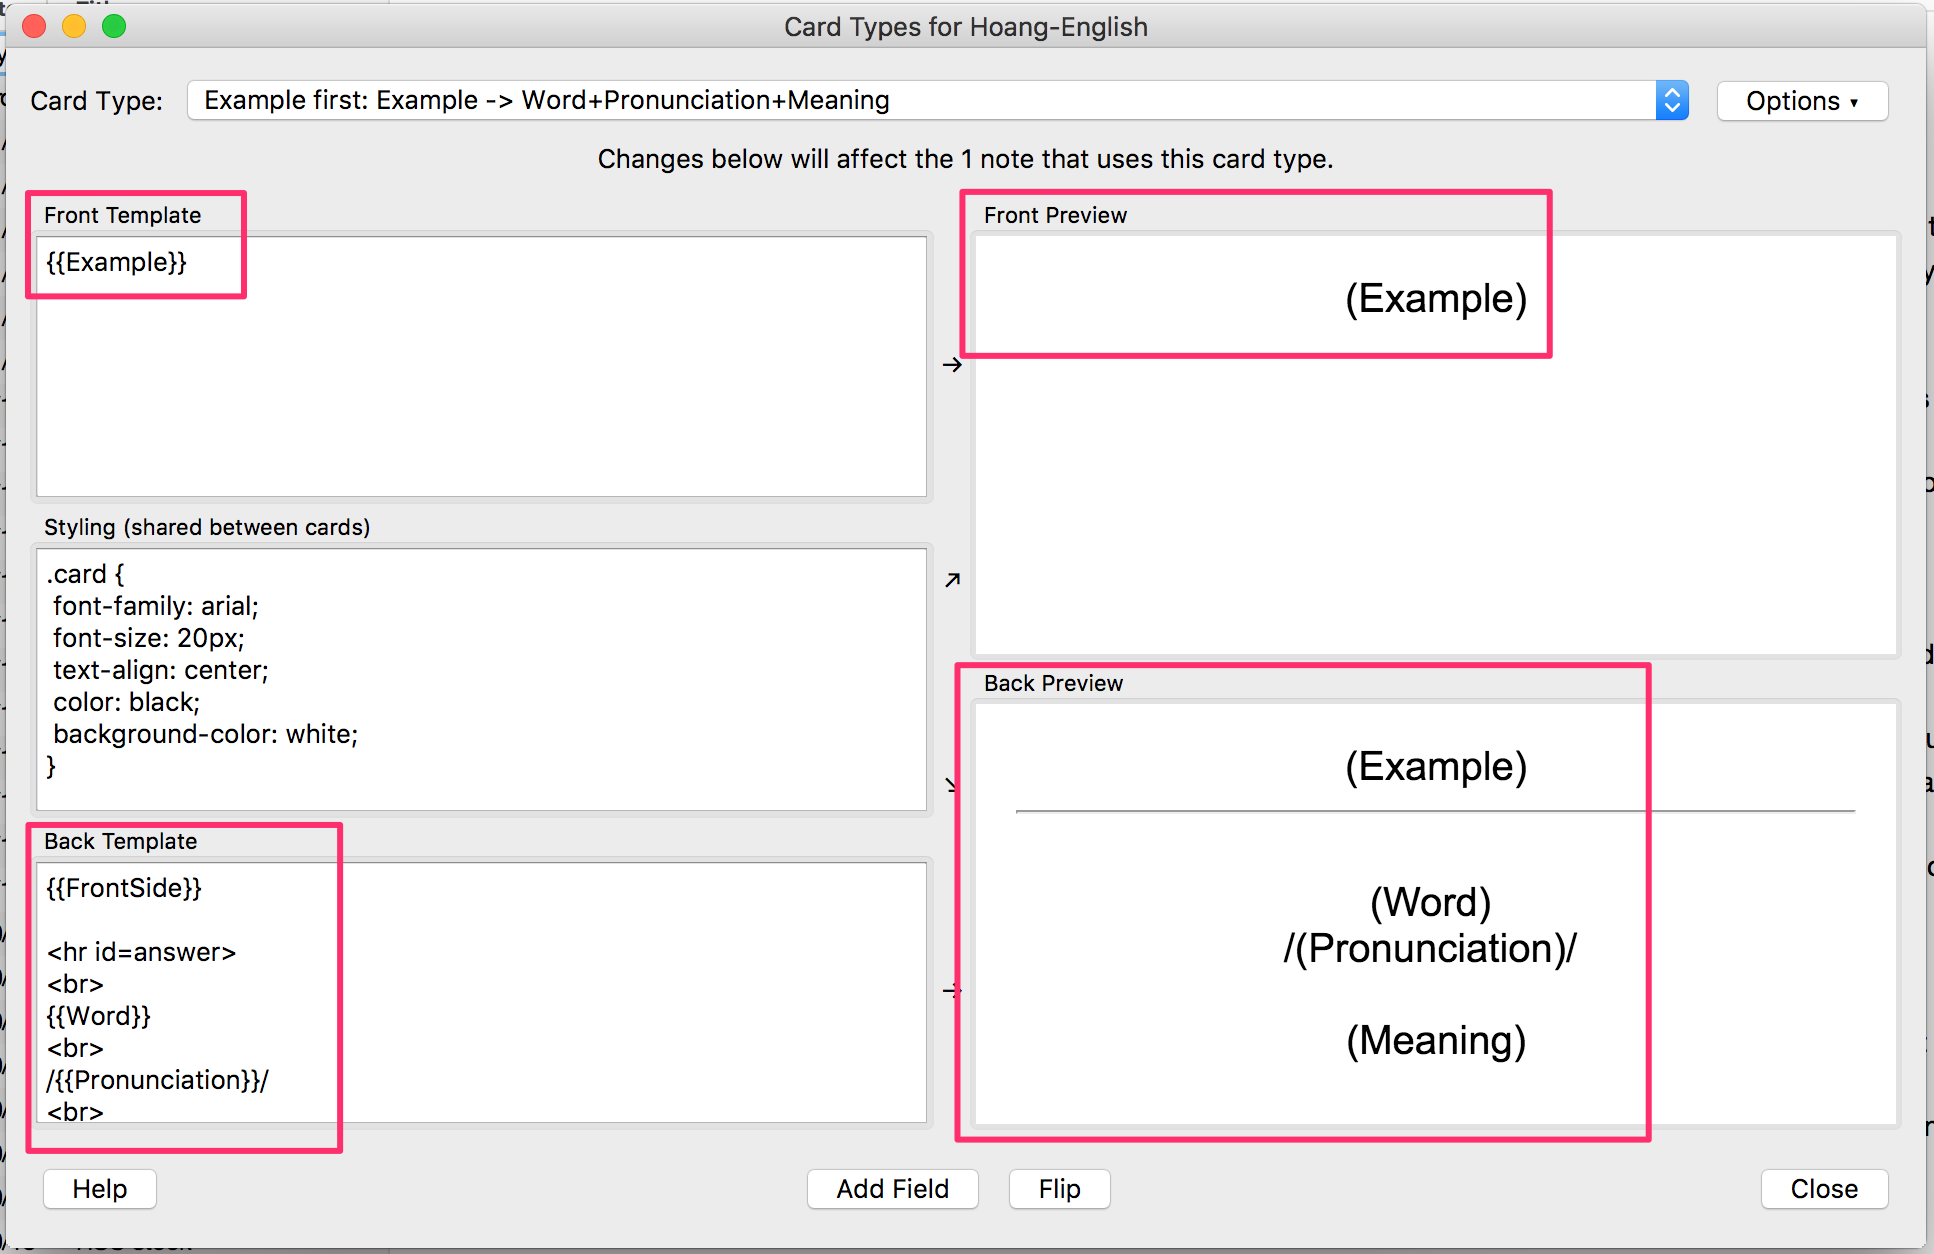 Card Types for Hoang-English
Card Type:
Example first: Example -> Word+Pronunciation+Meaning
Options ▾
Changes below will affect the 1 note that uses this card type.
Front Template
{{Example}}
Front Preview
(Example)
→
Styling (shared between cards)
.card {
font-family: arial;
font-size: 20px;
text-align: center;
color: black;
background-color: white;
}
↗
↘
Back Template
{{FrontSide}}
<hr id=answer>
<br>
{{Word}}
<br>
/{{Pronunciation}}/
<br>
→
Back Preview
(Example)
(Word)
/(Pronunciation)/
(Meaning)
Help
Add Field
Flip
Close